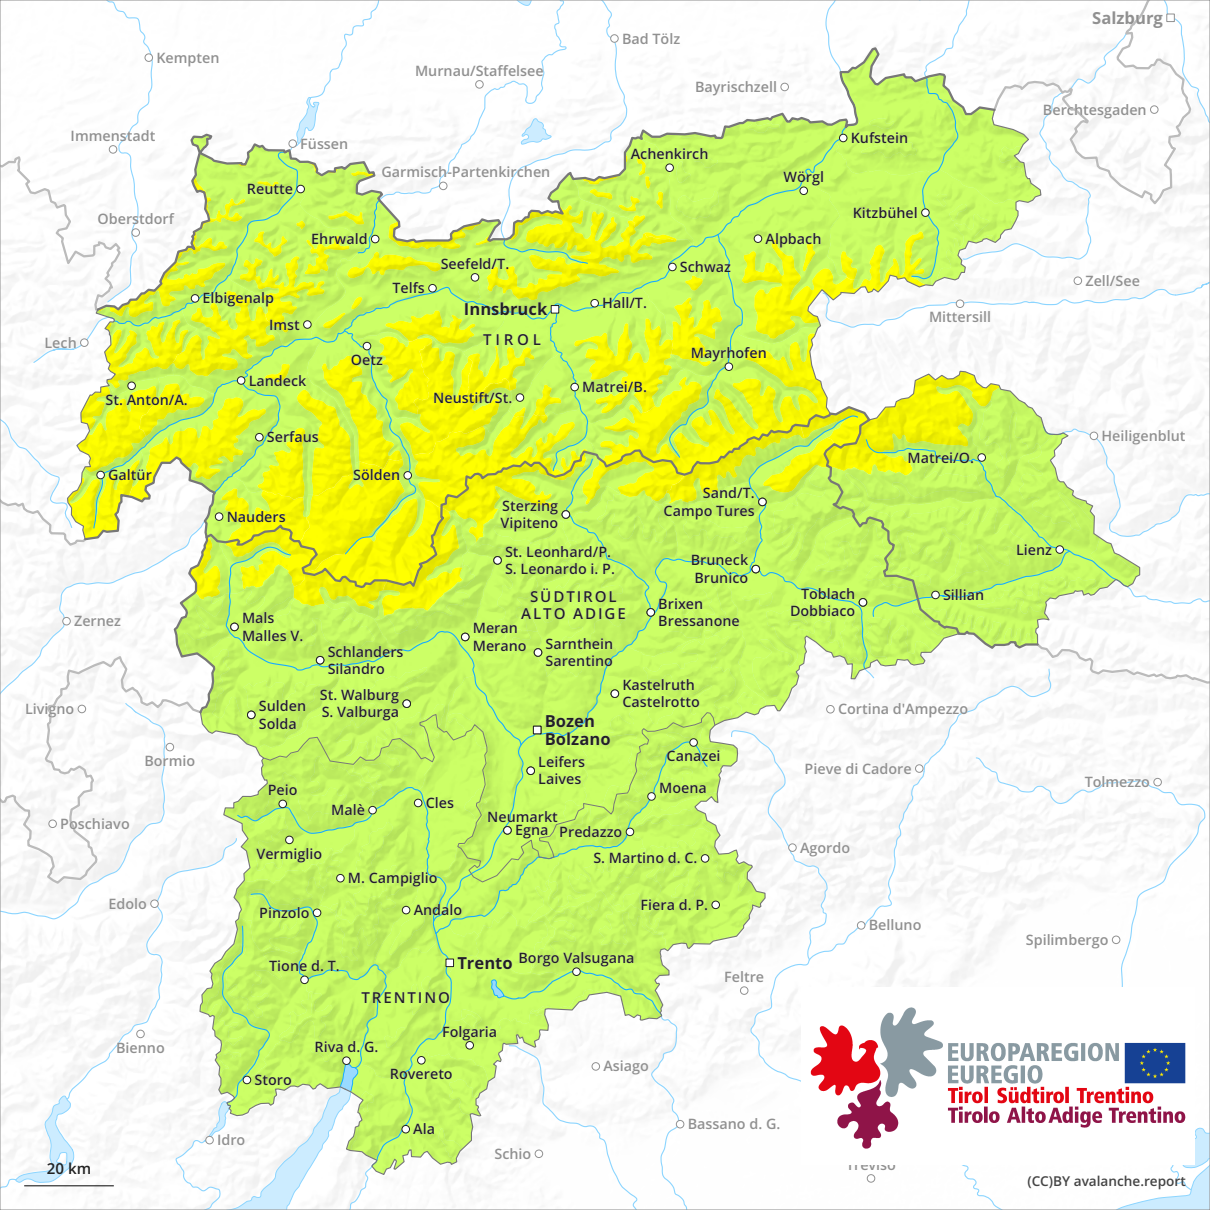 Salzburg
Bad Tölz
Kempten
Murnau/Staffelsee
Bayrischzell
Berchtesgaden
Immenstadt
Füssen
Kufstein
Achenkirch
Garmisch-Partenkirchen
Wörgl
Reutte
Oberstdorf
Kitzbühel
Ehrwald
Alpbach
Seefeld/T.
Schwaz
Zell/See
Telfs
Elbigenalp
Hall/T.
Innsbruck
Mittersill
Imst
TIROL
Lech
Oetz
Mayrhofen
Landeck
Matrei/B.
St. Anton/A.
Neustift/St.
Serfaus
Heiligenblut
Matrei/O.
Galtür
Sölden
Sand/T.
Campo Tures
Sterzing
Vipiteno
Nauders
St. Leonhard/P.
S. Leonardo i. P.
Lienz
Bruneck
Brunico
SÜDTIROL
ALTO ADIGE
Toblach
Dobbiaco
Sillian
Brixen
Bressanone
Zernez
Mals
Malles V.
Meran
Merano
Sarnthein
Sarentino
Schlanders
Silandro
Kastelruth
Castelrotto
St. Walburg
S. Valburga
Livigno
Sulden
Solda
Cortina d'Ampezzo
Bozen
Bolzano
Bormio
Canazei
Leifers
Laives
Pieve di Cadore
Tolmezzo
Peio
Moena
Malè
Cles
Neumarkt
Egna
Predazzo
Poschiavo
Vermiglio
Agordo
S. Martino d. C.
M. Campiglio
Edolo
Pinzolo
Andalo
Fiera d. P.
Belluno
Spilimbergo
Trento
Borgo Valsugana
Tione d. T.
Feltre
TRENTINO
Bienno
Folgaria
Riva d. G.
Asiago
Storo
Rovereto
EUROPAREGION
EUREGIO
Tirol Südtirol Trentino
Tirolo Alto Adige Trentino
Ala
Bassano d. G.
Idro
Schio
Treviso
20 km
(CC)BY avalanche.report